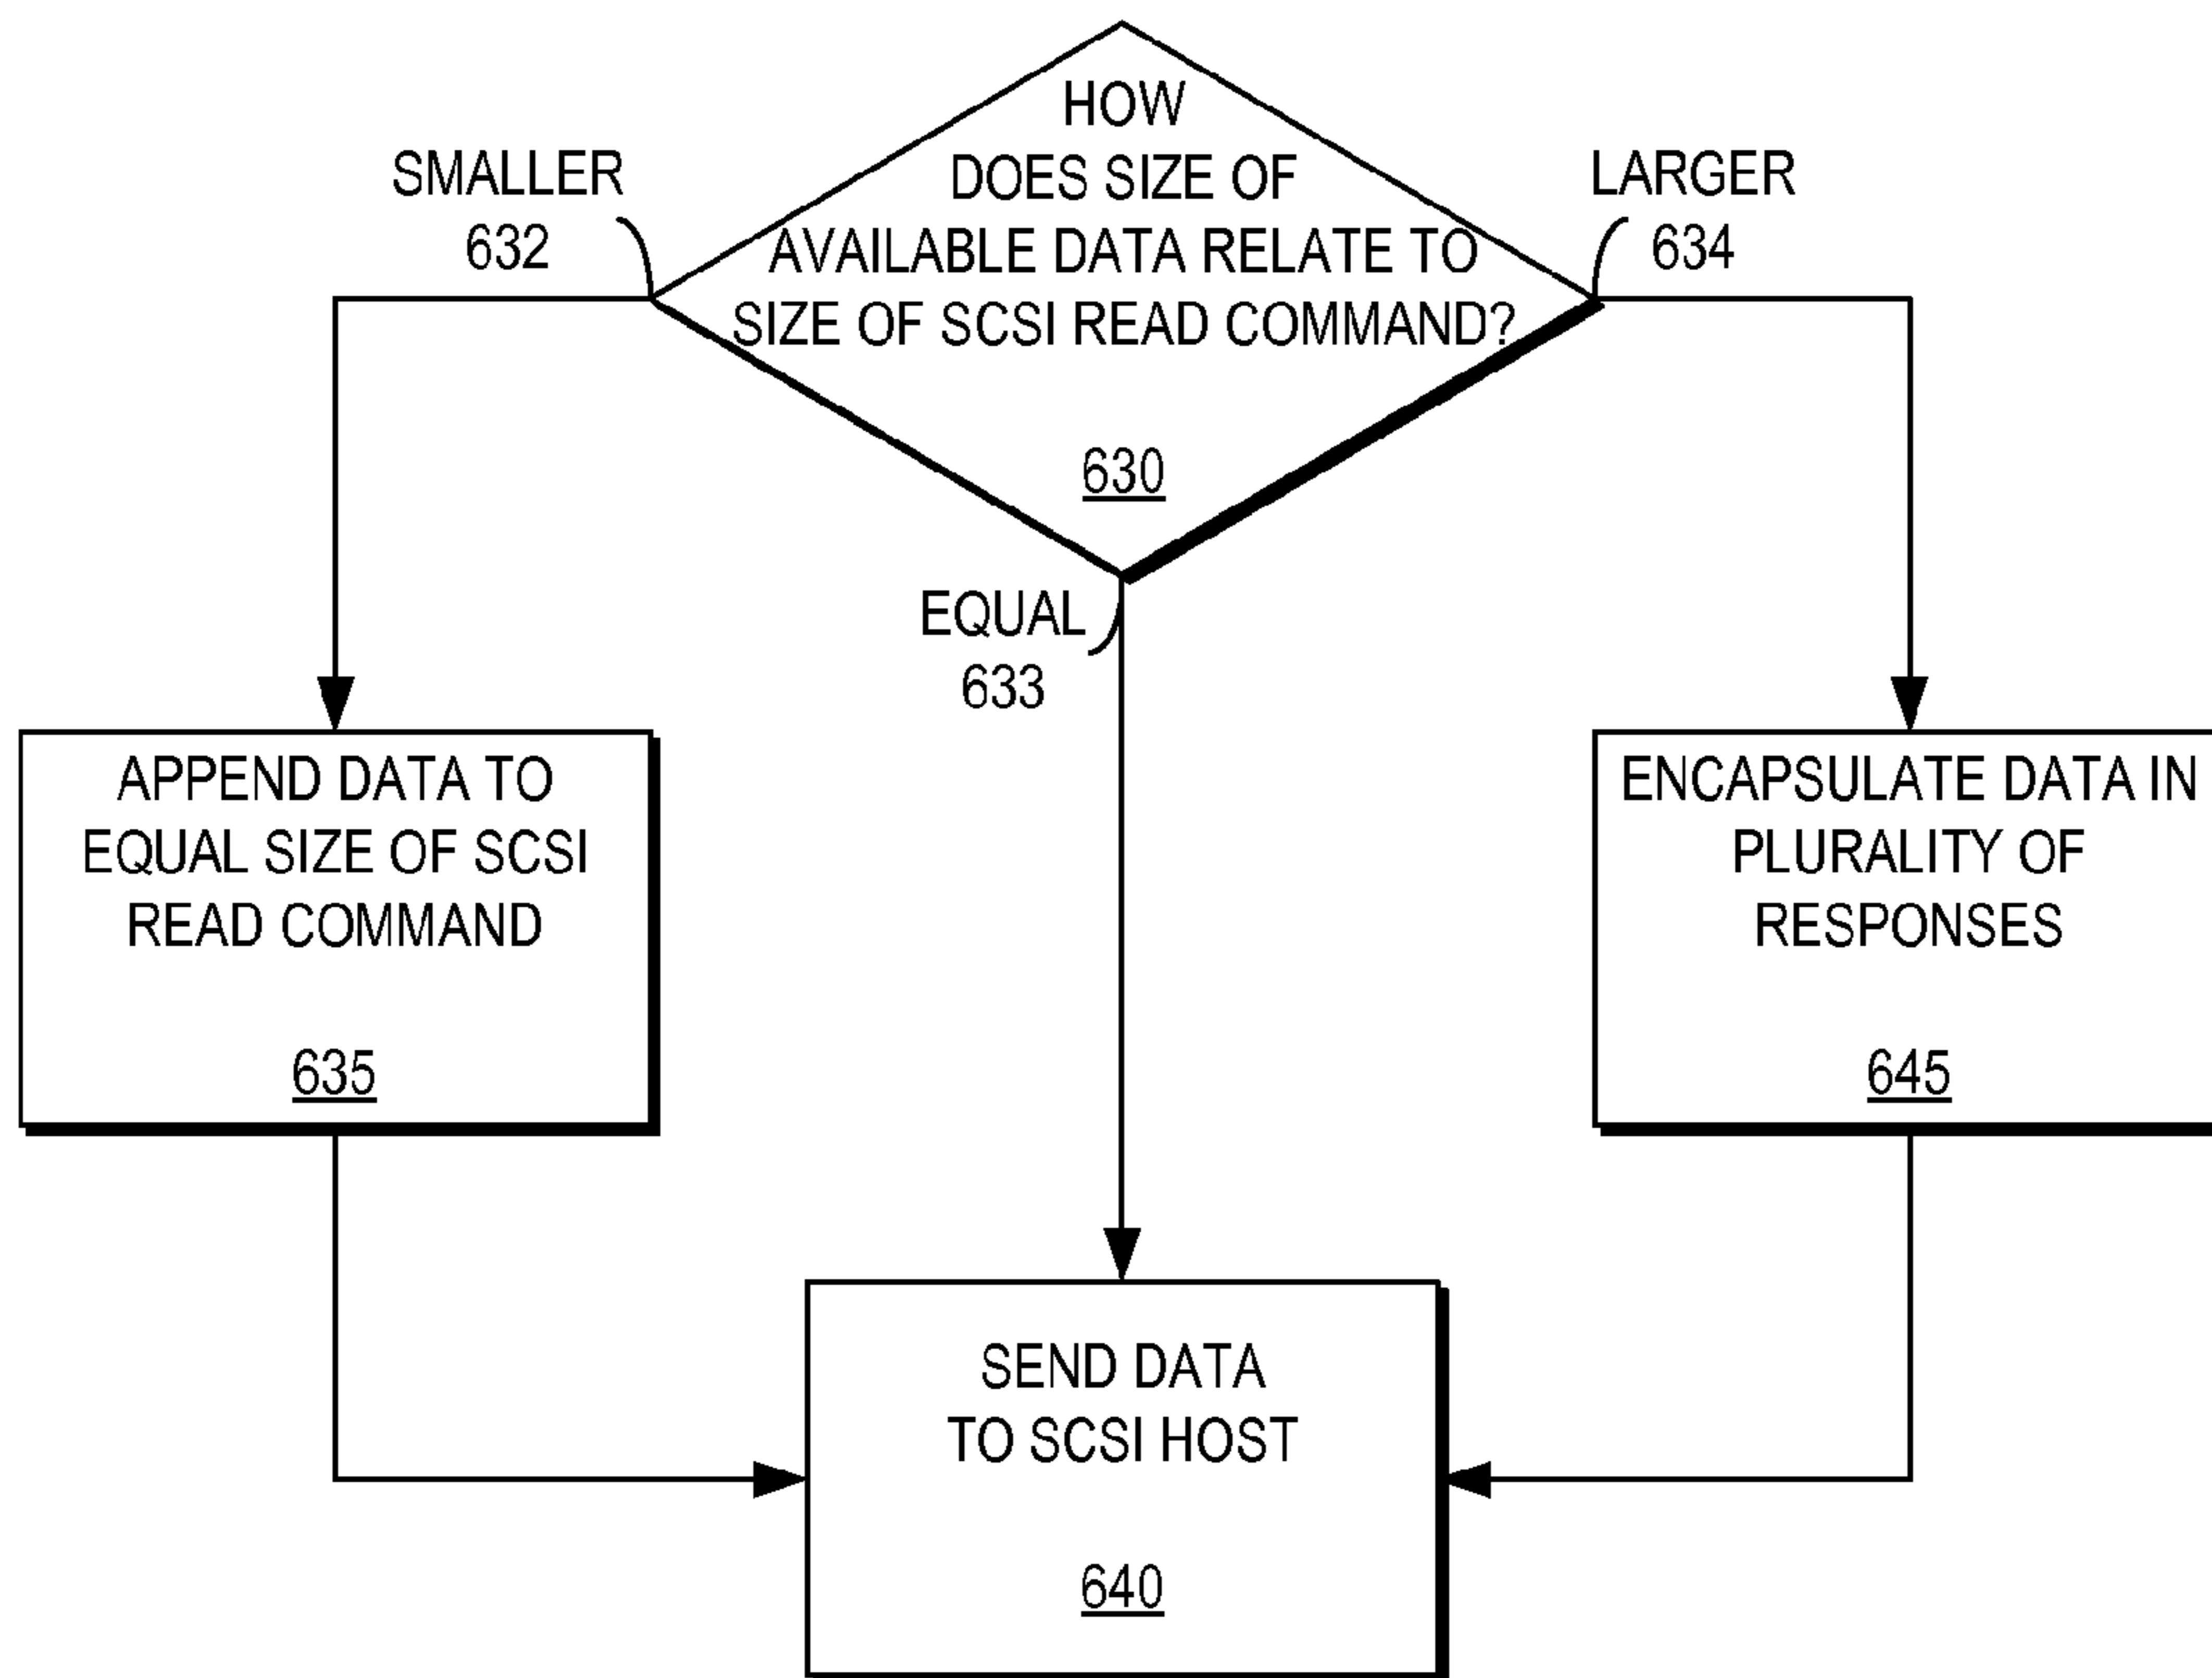 HOW
DOES SIZE OF
AVAILABLE DATA RELATE TO
SIZE OF SCSI READ COMMAND?
630
SMALLER
632
LARGER
634
EQUAL
633
APPEND DATA TO
EQUAL SIZE OF SCSI
READ COMMAND
635
ENCAPSULATE DATA IN
PLURALITY OF
RESPONSES
645
SEND DATA
TO SCSI HOST
640